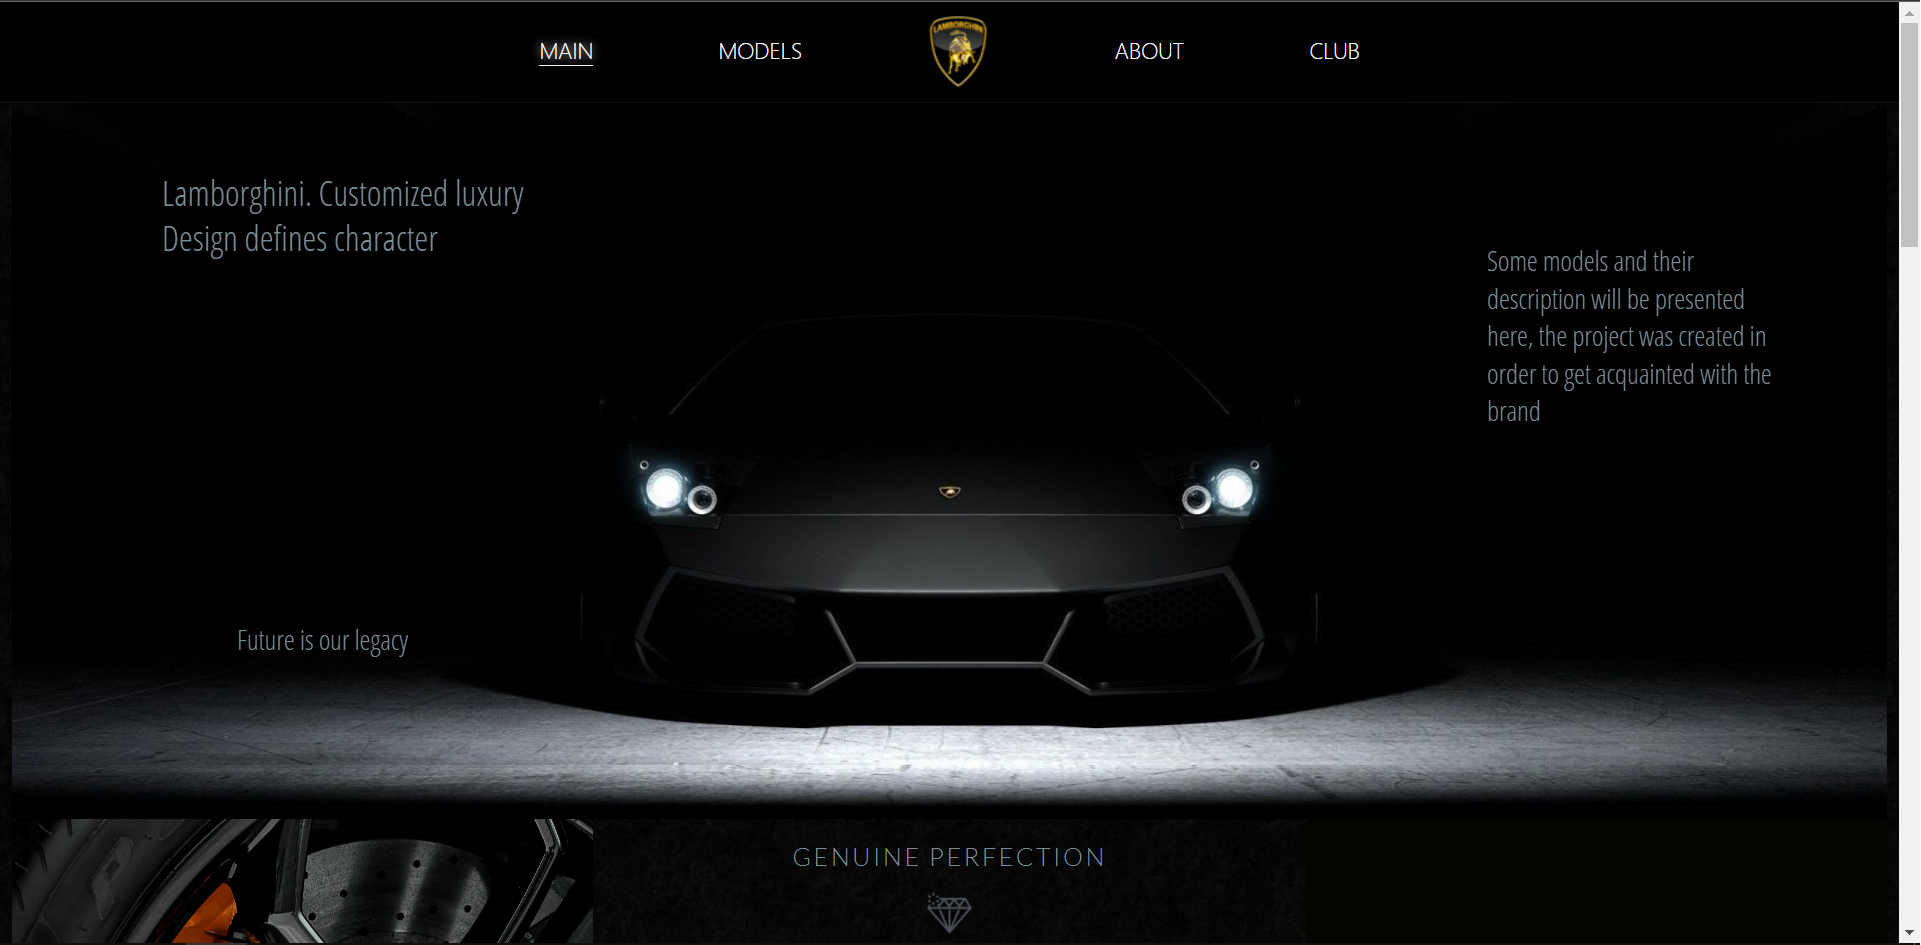 MAIN
MODELS
LAMBORGHINI
ABOUT
CLUB
Lamborghini. Customized luxury
Design defines character
Some models and their
description will be presented
here, the project was created in
order to get acquainted with the
brand
Future is our legacy
GENUINE PERFECTION